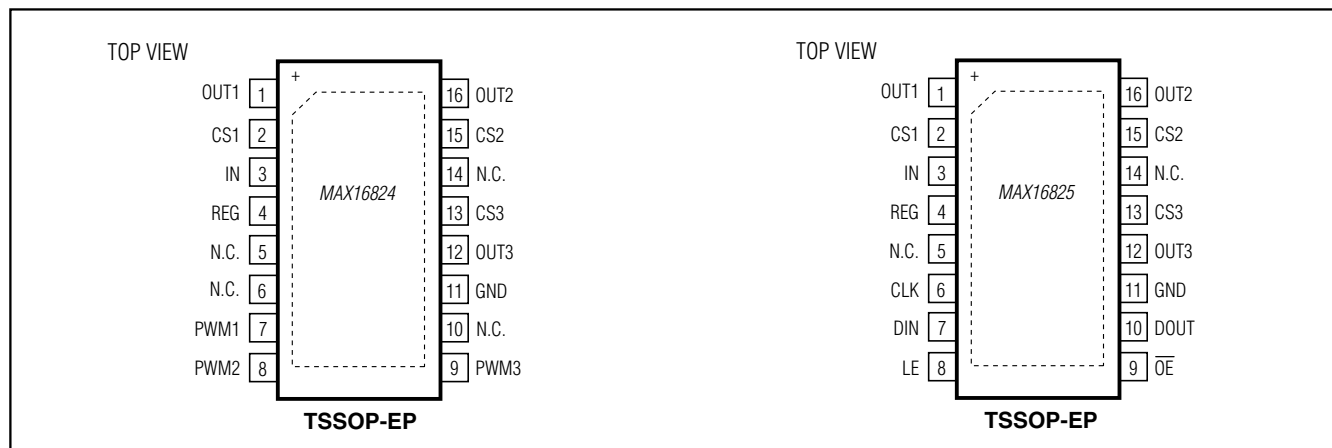 TOP VIEW
+
OUT1 1
CS1 2
IN 3
REG 4
N.C. 5
N.C. 6
PWM1 7
PWM2 8
MAX16824
16 OUT2
15 CS2
14 N.C.
13 CS3
12 OUT3
11 GND
10 N.C.
9 PWM3
TSSOP-EP
TOP VIEW
+
OUT1 1
CS1 2
IN 3
REG 4
N.C. 5
CLK 6
DIN 7
LE 8
MAX16825
16 OUT2
15 CS2
14 N.C.
13 CS3
12 OUT3
11 GND
10 DOUT
9 O̅E̅
TSSOP-EP